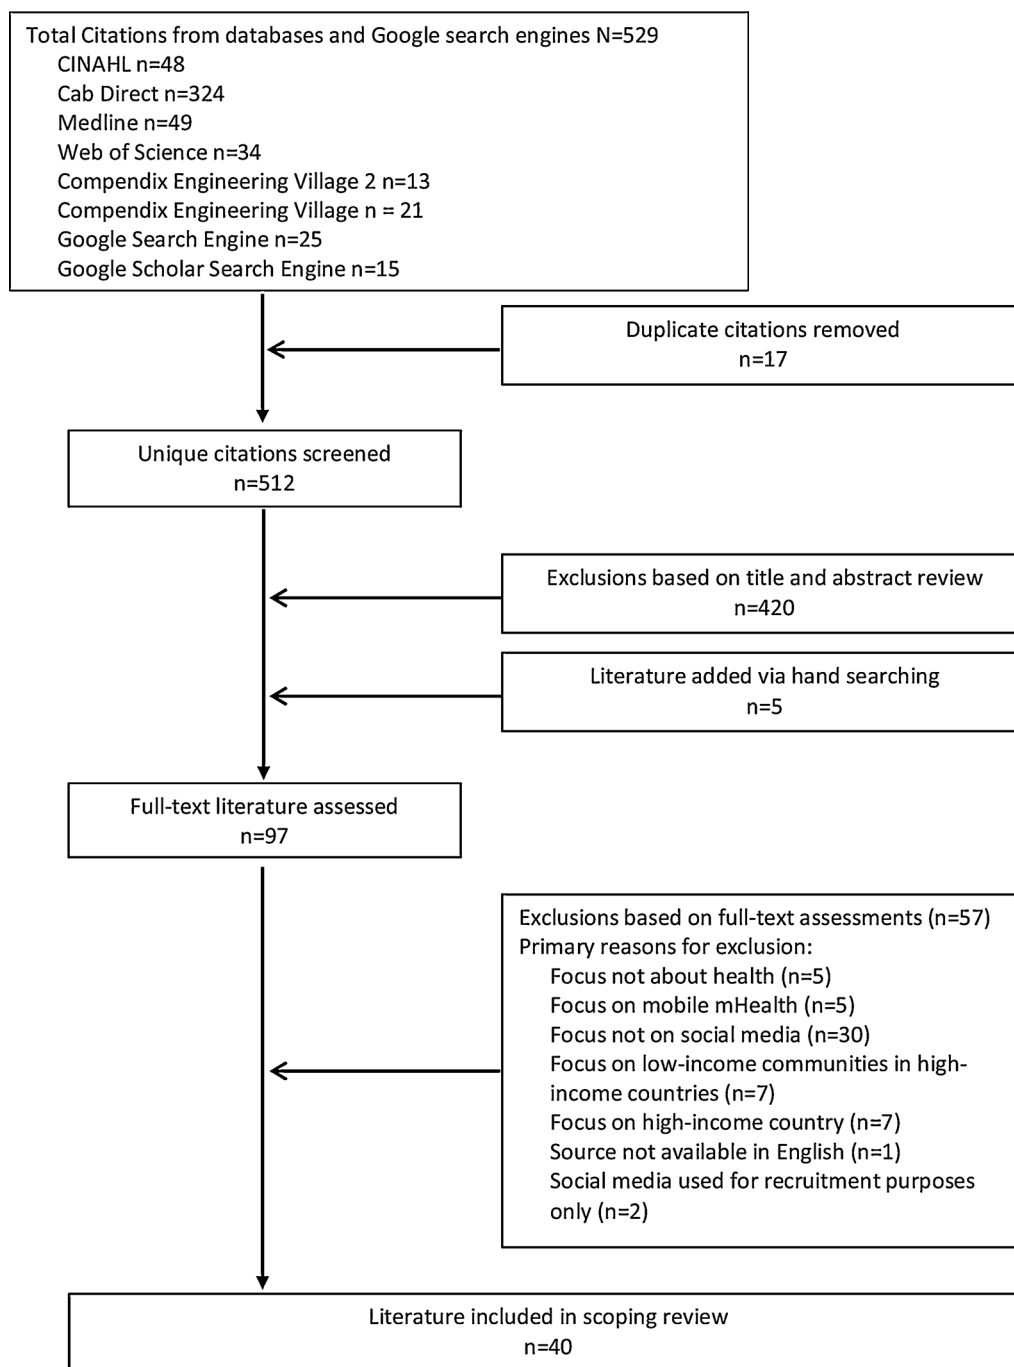 Total Citations from databases and Google search engines N=529
CINAHL n=48
Cab Direct n=324
Medline n=49
Web of Science n=34
Compendix Engineering Village 2 n=13
Compendix Engineering Village n = 21
Google Search Engine n=25
Google Scholar Search Engine n=15
Duplicate citations removed
n=17
Unique citations screened
n=512
Exclusions based on title and abstract review
n=420
Literature added via hand searching
n=5
Full-text literature assessed
n=97
Exclusions based on full-text assessments (n=57)
Primary reasons for exclusion:
Focus not about health (n=5)
Focus on mobile mHealth (n=5)
Focus not on social media (n=30)
Focus on low-income communities in high-
income countries (n=7)
Focus on high-income country (n=7)
Source not available in English (n=1)
Social media used for recruitment purposes
only (n=2)
Literature included in scoping review
n=40